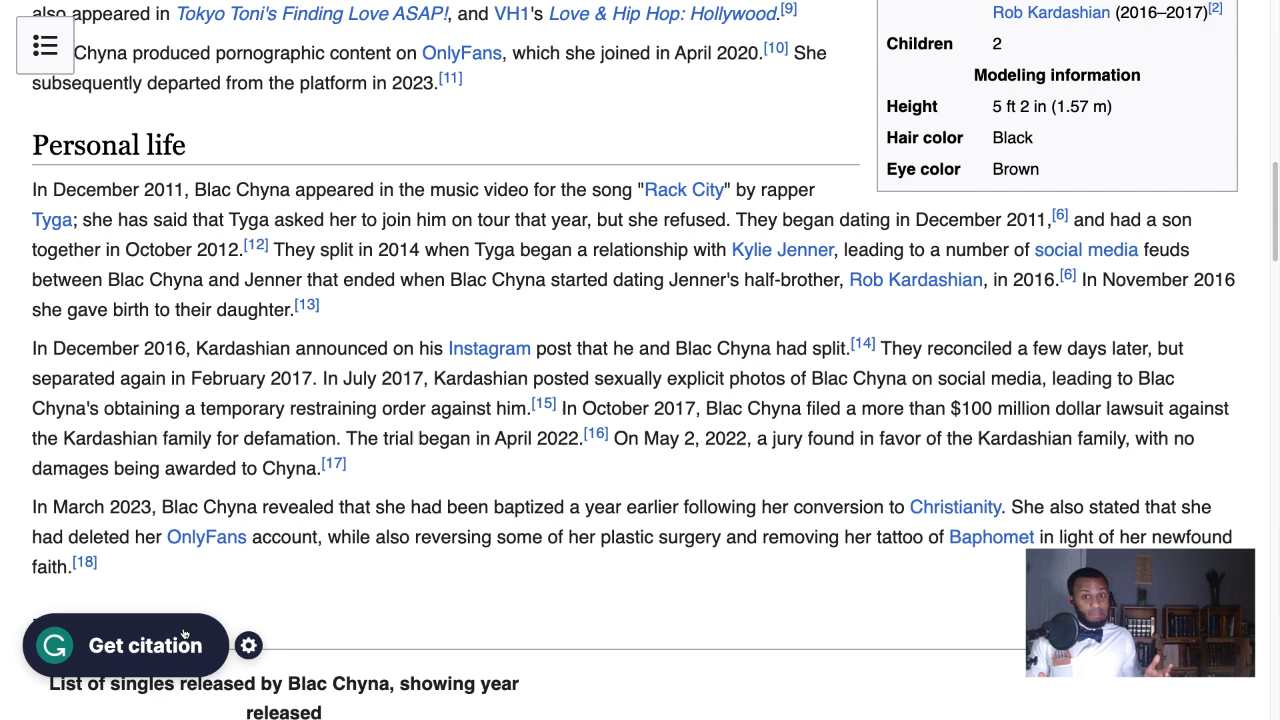 also appeared in Tokyo Toni's Finding Love ASAP!, and VH1's Love & Hip Hop: Hollywood.[9]
Chyna produced pornographic content on OnlyFans, which she joined in April 2020.[10] She
subsequently departed from the platform in 2023.[11]
Rob Kardashian (2016–2017)[2]
Children 2
Modeling information
Height 5 ft 2 in (1.57 m)
Hair color Black
Eye color Brown
Personal life
In December 2011, Blac Chyna appeared in the music video for the song "Rack City" by rapper
Tyga; she has said that Tyga asked her to join him on tour that year, but she refused. They began dating in December 2011,[6] and had a son
together in October 2012.[12] They split in 2014 when Tyga began a relationship with Kylie Jenner, leading to a number of social media feuds
between Blac Chyna and Jenner that ended when Blac Chyna started dating Jenner's half-brother, Rob Kardashian, in 2016.[6] In November 2016
she gave birth to their daughter.[13]
In December 2016, Kardashian announced on his Instagram post that he and Blac Chyna had split.[14] They reconciled a few days later, but
separated again in February 2017. In July 2017, Kardashian posted sexually explicit photos of Blac Chyna on social media, leading to Blac
Chyna's obtaining a temporary restraining order against him.[15] In October 2017, Blac Chyna filed a more than $100 million dollar lawsuit against
the Kardashian family for defamation. The trial began in April 2022.[16] On May 2, 2022, a jury found in favor of the Kardashian family, with no
damages being awarded to Chyna.[17]
In March 2023, Blac Chyna revealed that she had been baptized a year earlier following her conversion to Christianity. She also stated that she
had deleted her OnlyFans account, while also reversing some of her plastic surgery and removing her tattoo of Baphomet in light of her newfound
faith.[18]
Get citation
List of singles released by Blac Chyna, showing year
released